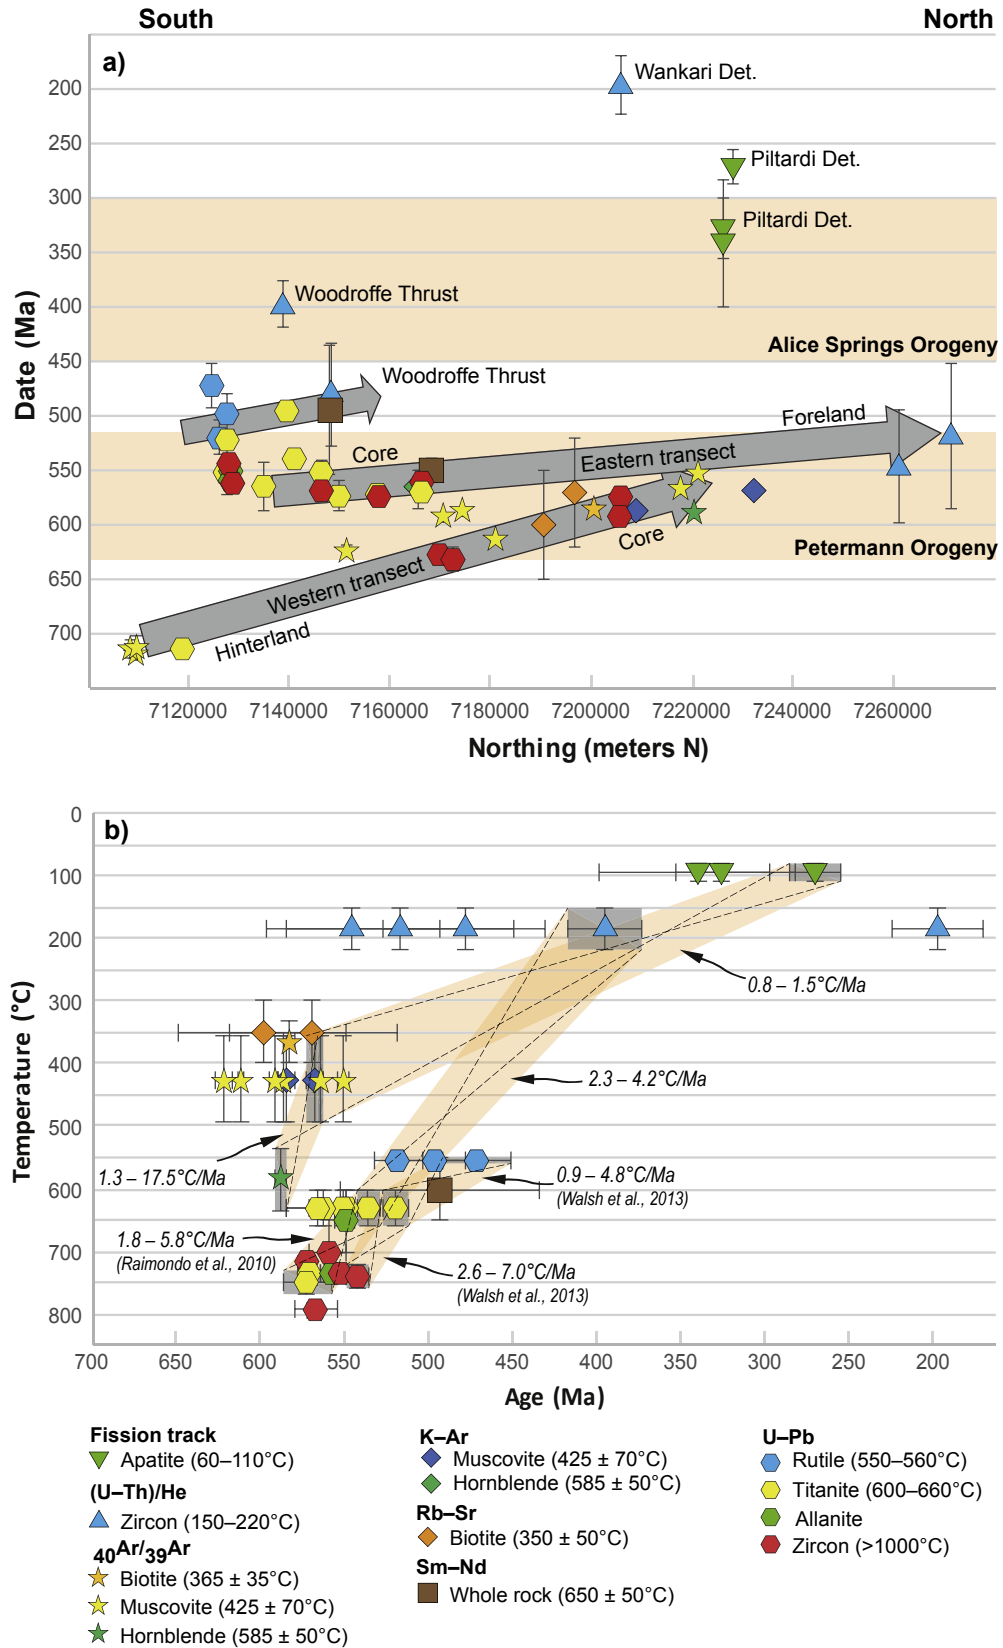 South
North
a)
Wankari Det.
200
250
Piltardi Det.
300
Piltardi Det.
350
Woodroffe Thrust
400
Alice Springs Orogeny
450
Woodroffe Thrust
500
Foreland
Core
Eastern transect
550
600
Core
Petermann Orogeny
650
Western transect
Hinterland
700
Date (Ma)
7120000
7140000
7160000
7180000
7200000
7220000
7240000
7260000
Northing (meters N)
b)
0
100
200
0.8 – 1.5°C/Ma
300
400
2.3 – 4.2°C/Ma
500
1.3 – 17.5°C/Ma
0.9 – 4.8°C/Ma
(Walsh et al., 2013)
600
1.8 – 5.8°C/Ma
(Raimondo et al., 2010)
700
2.6 – 7.0°C/Ma
(Walsh et al., 2013)
800
Temperature (°C)
700
650
600
550
500
450
400
350
300
250
200
Age (Ma)
Fission track
Apatite (60–110°C)
(U–Th)/He
Zircon (150–220°C)
40Ar/39Ar
Biotite (365 ± 35°C)
Muscovite (425 ± 70°C)
Hornblende (585 ± 50°C)
K–Ar
Muscovite (425 ± 70°C)
Hornblende (585 ± 50°C)
Rb–Sr
Biotite (350 ± 50°C)
Sm–Nd
Whole rock (650 ± 50°C)
U–Pb
Rutile (550–560°C)
Titanite (600–660°C)
Allanite
Zircon (>1000°C)